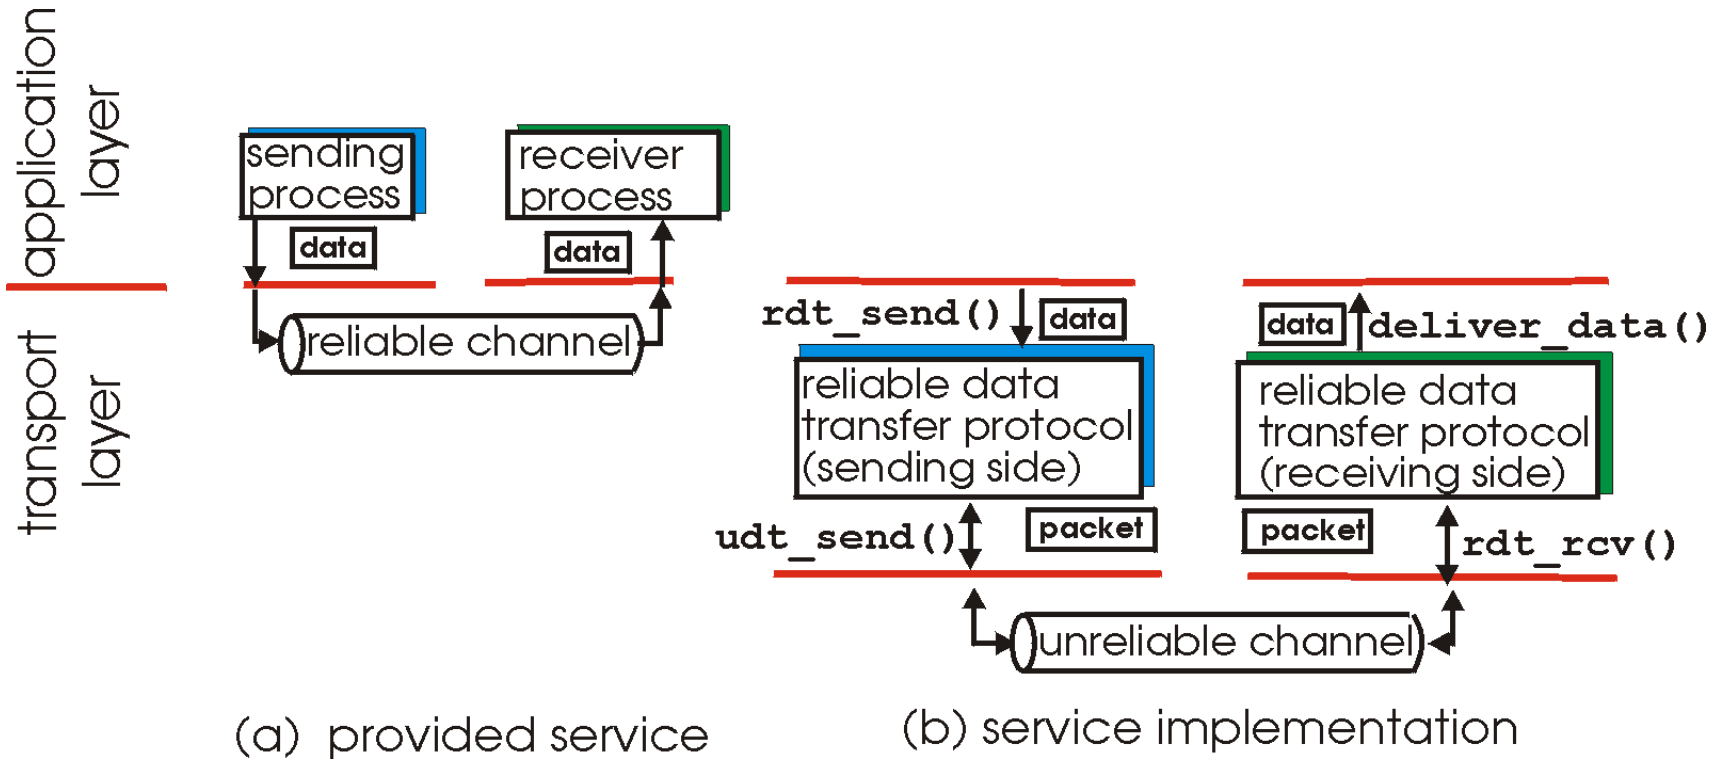 application
layer
transport
layer
sending
process
data
receiver
process
data
reliable channel
(a) provided service
rdt_send()
data
reliable data
transfer protocol
(sending side)
udt_send()
packet
data
deliver_data()
reliable data
transfer protocol
(receiving side)
packet
rdt_rcv()
unreliable channel
(b) service implementation